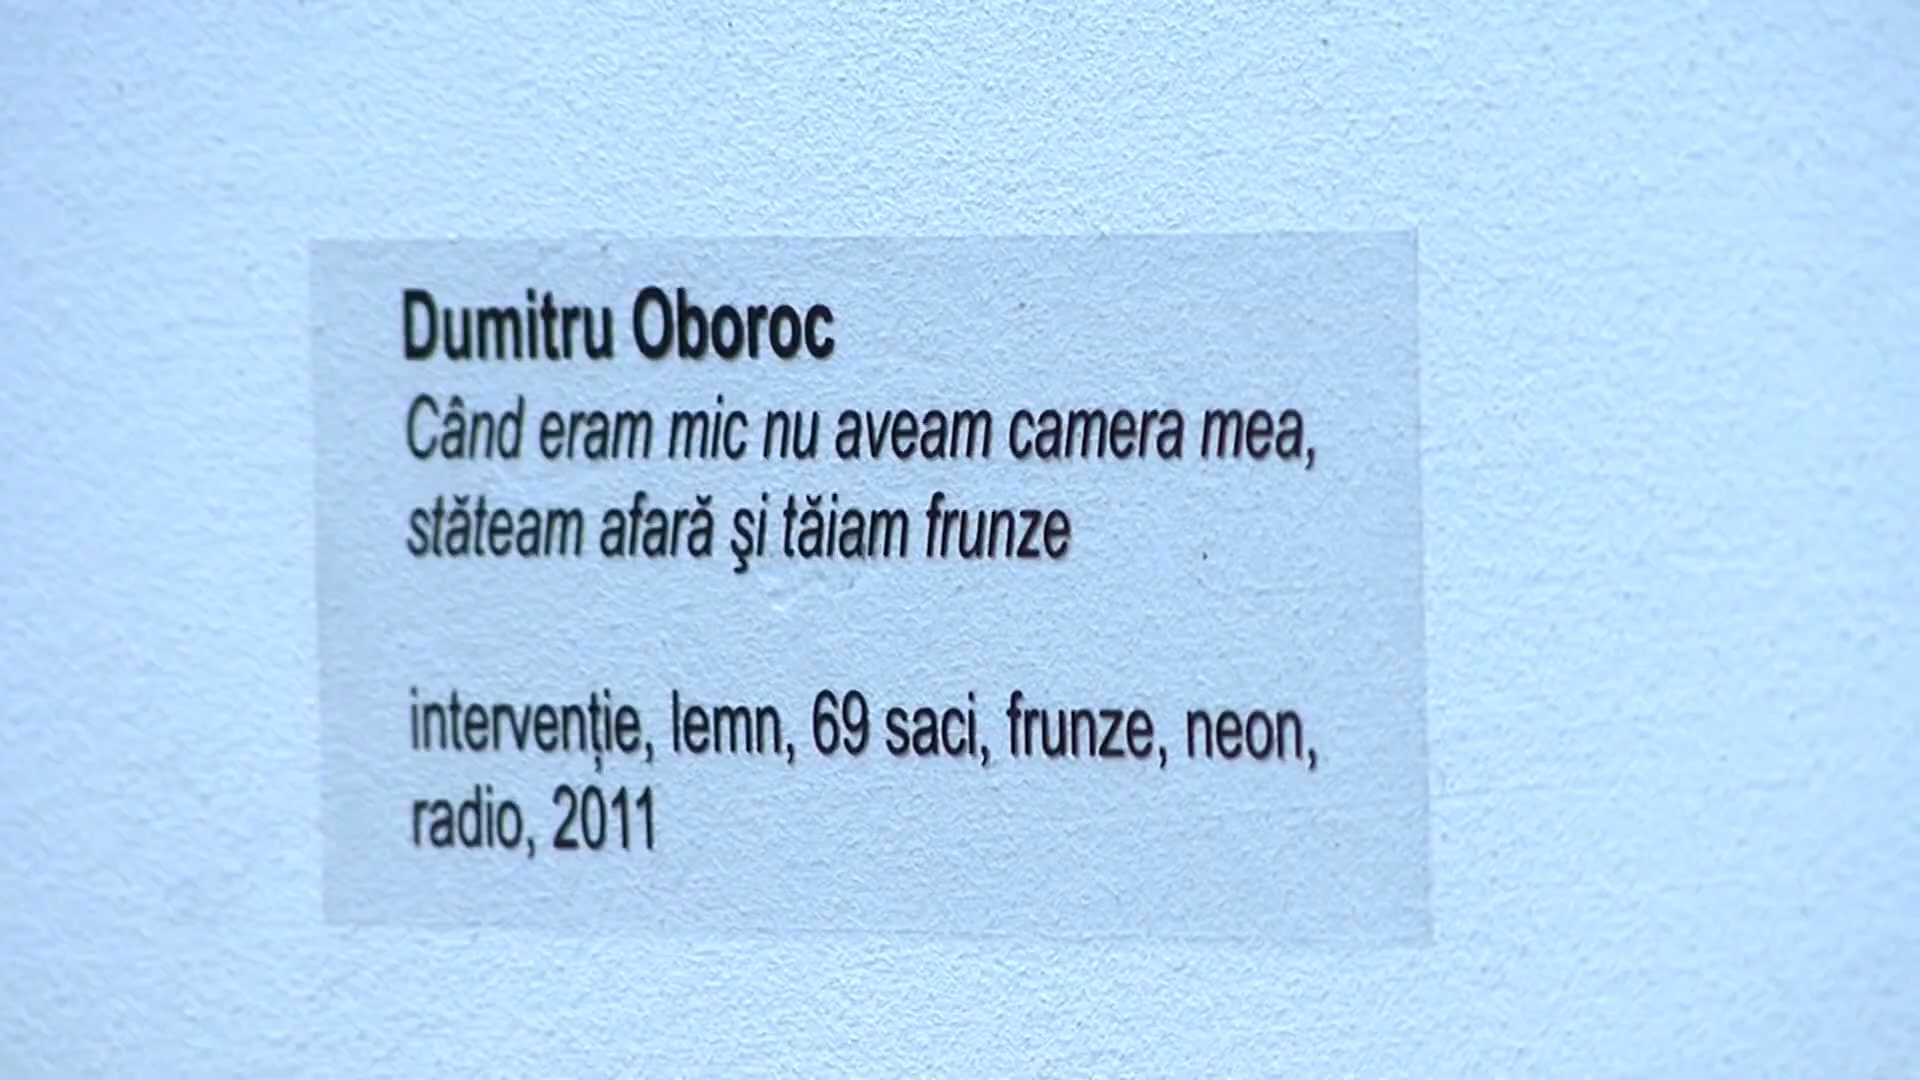 Dumitru Oboroc
Când eram mic nu aveam camera mea,
stăteam afară şi tăiam frunze
intervenție, lemn, 69 saci, frunze, neon,
radio, 2011